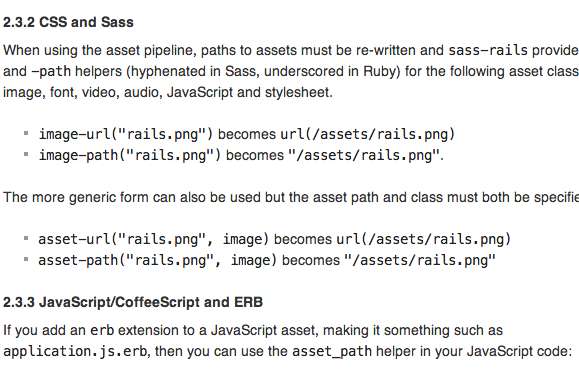 2.3.2 CSS and Sass
When using the asset pipeline, paths to assets must be re-written and sass-rails provide
and -path helpers (hyphenated in Sass, underscored in Ruby) for the following asset class
image, font, video, audio, JavaScript and stylesheet.
image-url("rails.png") becomes url(/assets/rails.png)
image-path("rails.png") becomes "/assets/rails.png".
The more generic form can also be used but the asset path and class must both be specifie
asset-url("rails.png", image) becomes url(/assets/rails.png)
asset-path("rails.png", image) becomes "/assets/rails.png"
2.3.3 JavaScript/CoffeeScript and ERB
If you add an erb extension to a JavaScript asset, making it something such as
application.js.erb, then you can use the asset_path helper in your JavaScript code: